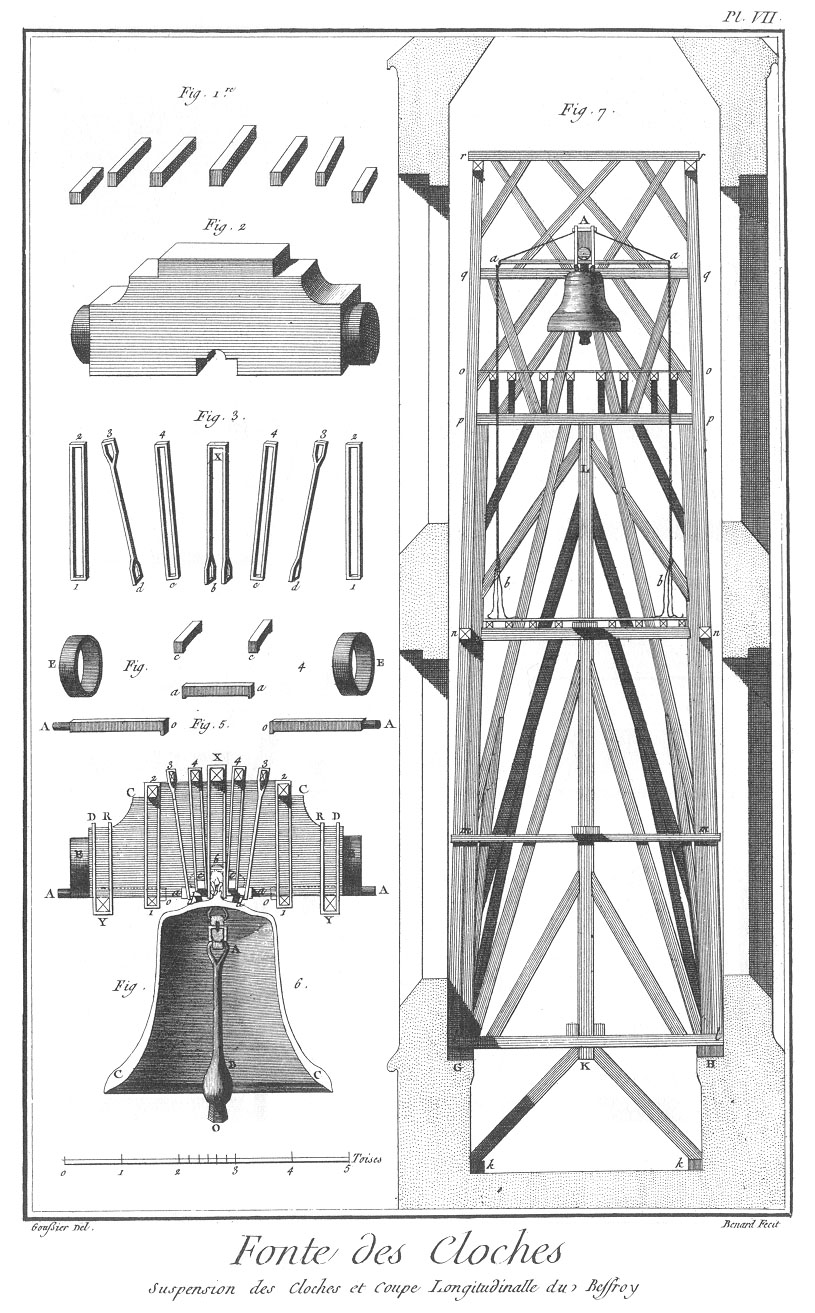 Pl. VII.
Fig. 1.re
Fig. 7.
r r
Fig. 2
A
a a
q q
Fig. 3.
o o
2 3 4 X 4 3 2
p p
L
1 d c b c d 1
b b
n n
c c
E Fig. 4 E
a a
A o Fig. 5. o A
X
2 3 4 4 3 2
C C
D R R D
m m
B b B
A o a a o A
d d
1 1
Y Y
A
Fig. 6.
l
G K H
C B C
O
k k
Toises
0 1 2 3 4 5
Goussier Del.
Benard Fecit
Fonte des Cloches
Suspension des Cloches et Coupe Longitudinalle du Beffroy